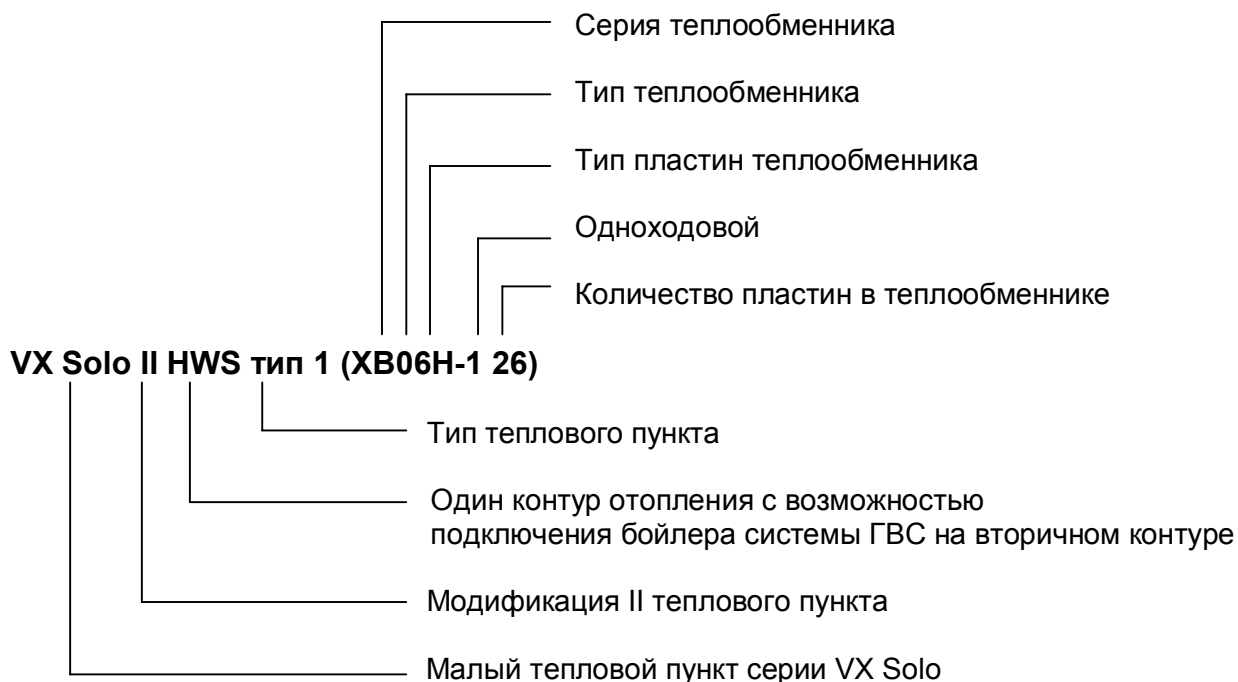 Серия теплообменника
Тип теплообменника
Тип пластин теплообменника
Одноходовой
Количество пластин в теплообменнике
VX Solo II HWS тип 1 (XB06H-1 26)
Тип теплового пункта
Один контур отопления с возможностью
подключения бойлера системы ГВС на вторичном контуре
Модификация II теплового пункта
Малый тепловой пункт серии VX Solo